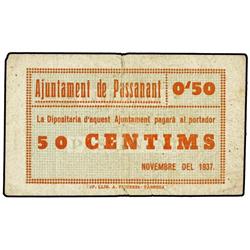 Ajuntament de Passanant 0'50
La Dipositaria d'aquest Ajuntament pagarà al portador
50 CENTIMS
NOVEMBRE DEL 1937.